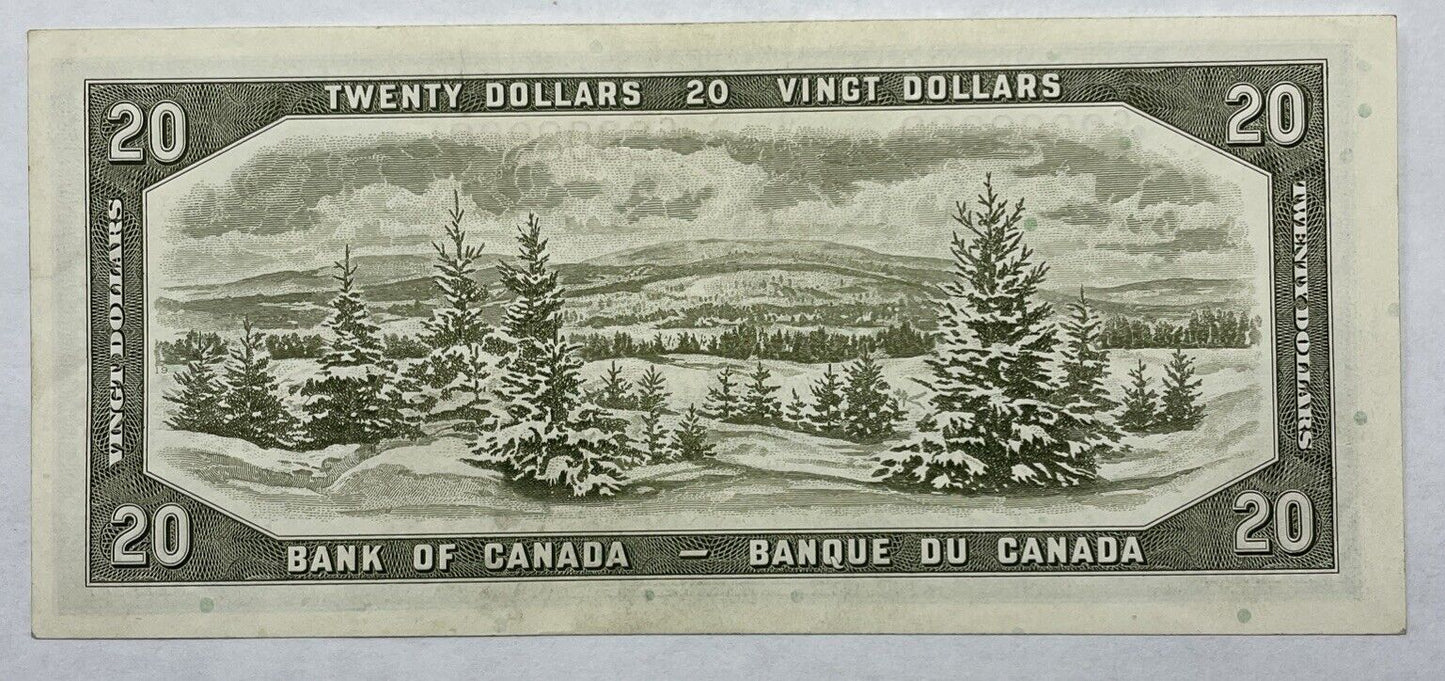 TWENTY DOLLARS 20 VINGT DOLLARS
20
20
VINGT DOLLARS
TWENTY DOLLARS
19
20
20
BANK OF CANADA — BANQUE DU CANADA